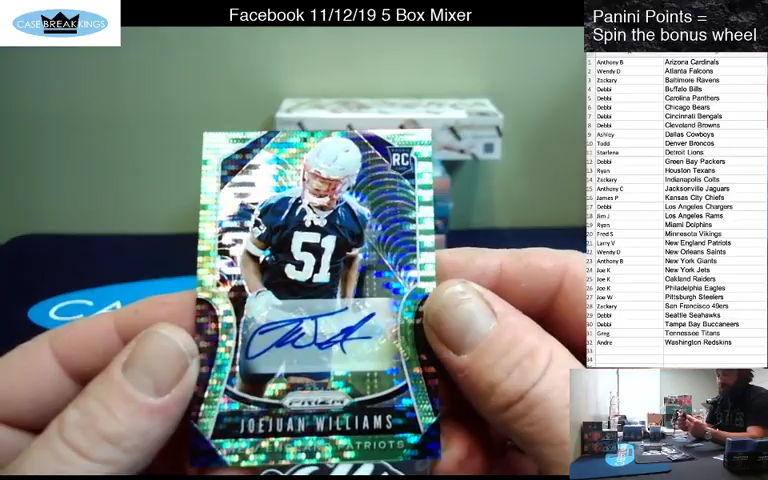 Facebook 11/12/19 5 Box Mixer
CASE BREAK KINGS
Panini Points =
Spin the bonus wheel
1 Anthony B Arizona Cardinals
2 Wendy D Atlanta Falcons
3 Zackary Baltimore Ravens
4 Debbi Buffalo Bills
5 Debbi Carolina Panthers
6 Debbi Chicago Bears
7 Debbi Cincinnati Bengals
8 Debbi Cleveland Browns
9 Ashley Dallas Cowboys
10 Todd Denver Broncos
11 Starlena Detroit Lions
12 Debbi Green Bay Packers
13 Ryan Houston Texans
14 Zackary Indianapolis Colts
15 Anthony C Jacksonville Jaguars
16 James P Kansas City Chiefs
17 Debbi Los Angeles Chargers
18 Jim J Los Angeles Rams
19 Ryan Miami Dolphins
20 Fred S Minnesota Vikings
21 Larry V New England Patriots
22 Wendy D New Orleans Saints
23 Anthony B New York Giants
24 Joe K New York Jets
25 Joe K Oakland Raiders
26 Joe K Philadelphia Eagles
27 Joe W Pittsburgh Steelers
28 Zackary San Francisco 49ers
29 Debbi Seattle Seahawks
30 Debbi Tampa Bay Buccaneers
31 Greg Tennessee Titans
32 Andre Washington Redskins
33
34
RC
51
PRIZM
JOEJUAN WILLIAMS
NEW ENGLAND PATRIOTS
CA